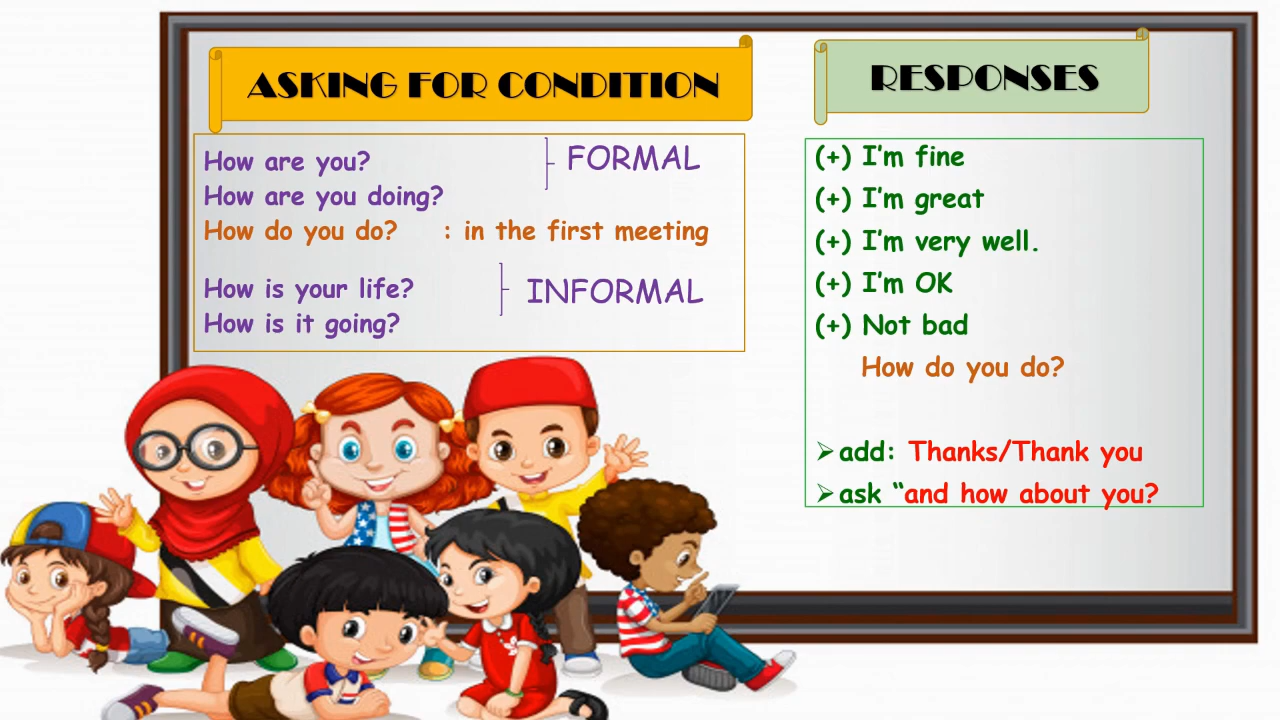 ASKING FOR CONDITION
How are you?
FORMAL
How are you doing?
How do you do? : in the first meeting
How is your life?
INFORMAL
How is it going?
RESPONSES
(+) I'm fine
(+) I'm great
(+) I'm very well.
(+) I'm OK
(+) Not bad
How do you do?
➢ add: Thanks/Thank you
➢ ask “and how about you?